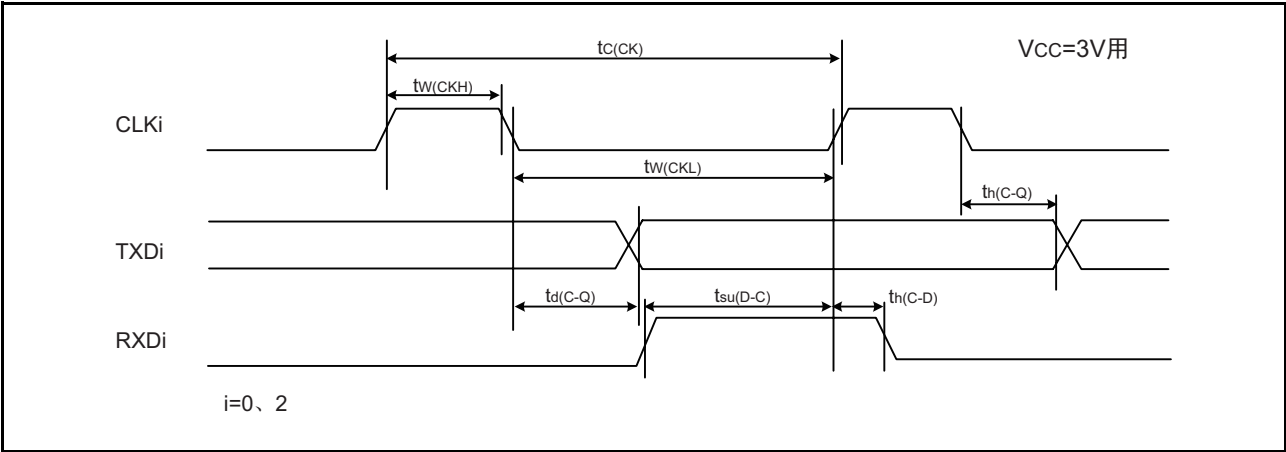 tC(CK)
VCC=3V用
tW(CKH)
CLKi
tW(CKL)
th(C-Q)
TXDi
td(C-Q)
tsu(D-C)
th(C-D)
RXDi
i=0、2